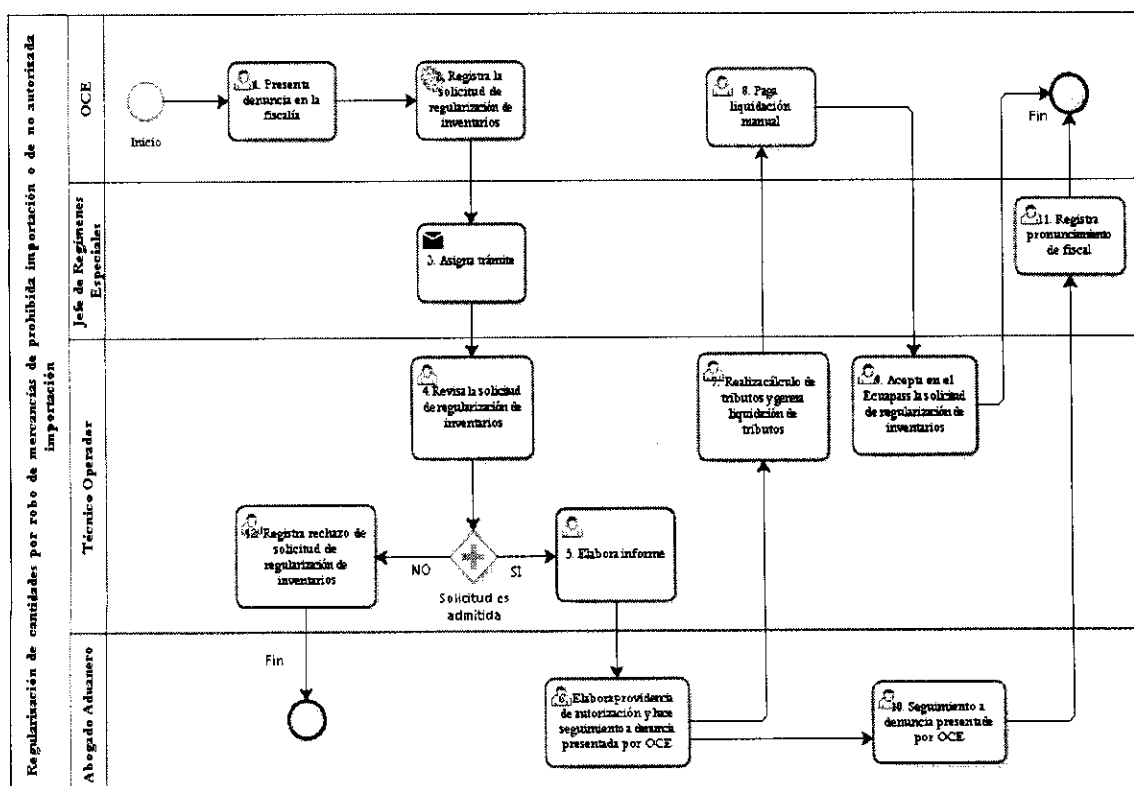 Regularización de cantidades por robo de mercancías de prohibida importación o de no autorizada
importación
OCE
Inicio
1. Presenta
denuncia en la
fiscalía
2. Registra la
solicitud de
regularización de
inventarios
8. Paga
liquidación
manual
Fin
Jefe de Regímenes
Especiales
3. Asigna trámite
11. Registra
pronunciamiento
de fiscal
Técnico Operador
4. Revisa la solicitud
de regularización de
inventarios
7. Realiza cálculo de
tributos y genera
liquidación de
tributos
9. Acepta en el
Ecuapass la solicitud
de regularización de
inventarios
12. Registra rechazo de
solicitud de
regularización de
inventarios
NO
SI
Solicitud es
admitida
5. Elabora informe
Abogado Aduanero
Fin
6. Elabora providencia
de autorización y hace
seguimiento a denuncia
presentada por OCE
10. Seguimiento a
denuncia presentada
por OCE